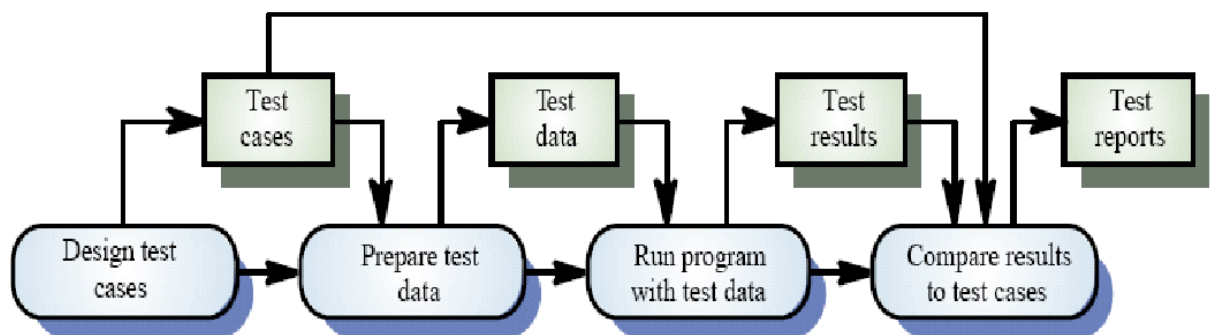 Test
cases
Test
data
Test
results
Test
reports
Design test
cases
Prepare test
data
Run program
with test data
Compare results
to test cases